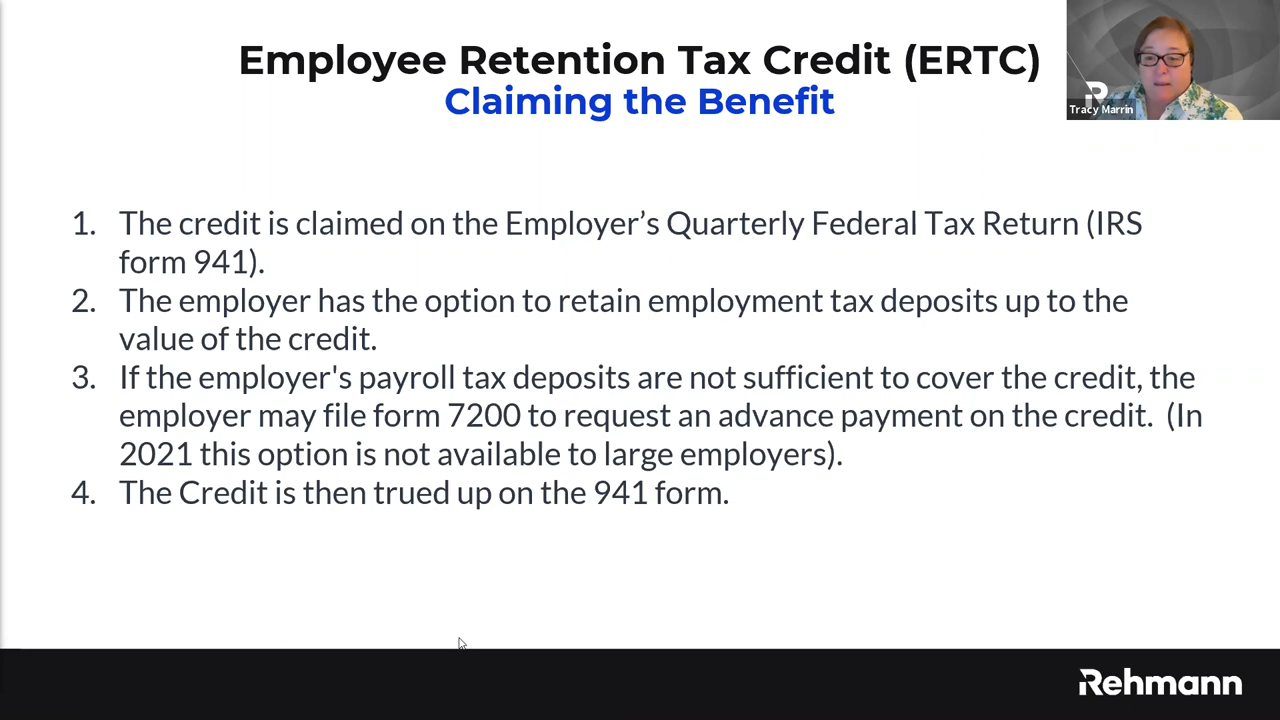 Employee Retention Tax Credit (ERTC)
Claiming the Benefit
Tracy Marrin
1. The credit is claimed on the Employer’s Quarterly Federal Tax Return (IRS
form 941).
2. The employer has the option to retain employment tax deposits up to the
value of the credit.
3. If the employer's payroll tax deposits are not sufficient to cover the credit, the
employer may file form 7200 to request an advance payment on the credit.  (In
2021 this option is not available to large employers).
4. The Credit is then trued up on the 941 form.
Rehmann